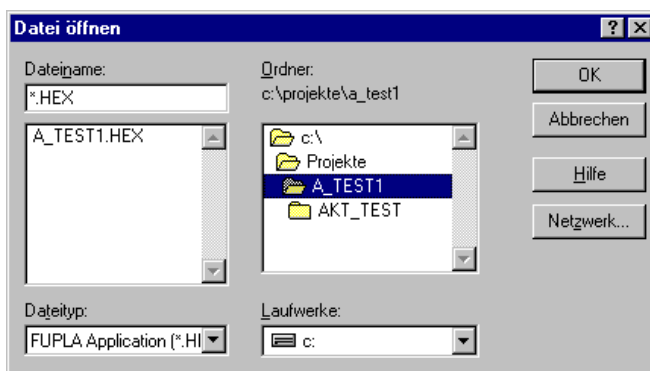 Datei öffnen
Dateiname:
*.HEX
A_TEST1.HEX
Dateityp:
FUPLA Application (*.HI
Ordner:
c:\projekte\a_test1
c:\
Projekte
A_TEST1
AKT_TEST
Laufwerke:
c:
OK
Abbrechen
Hilfe
Netzwerk...